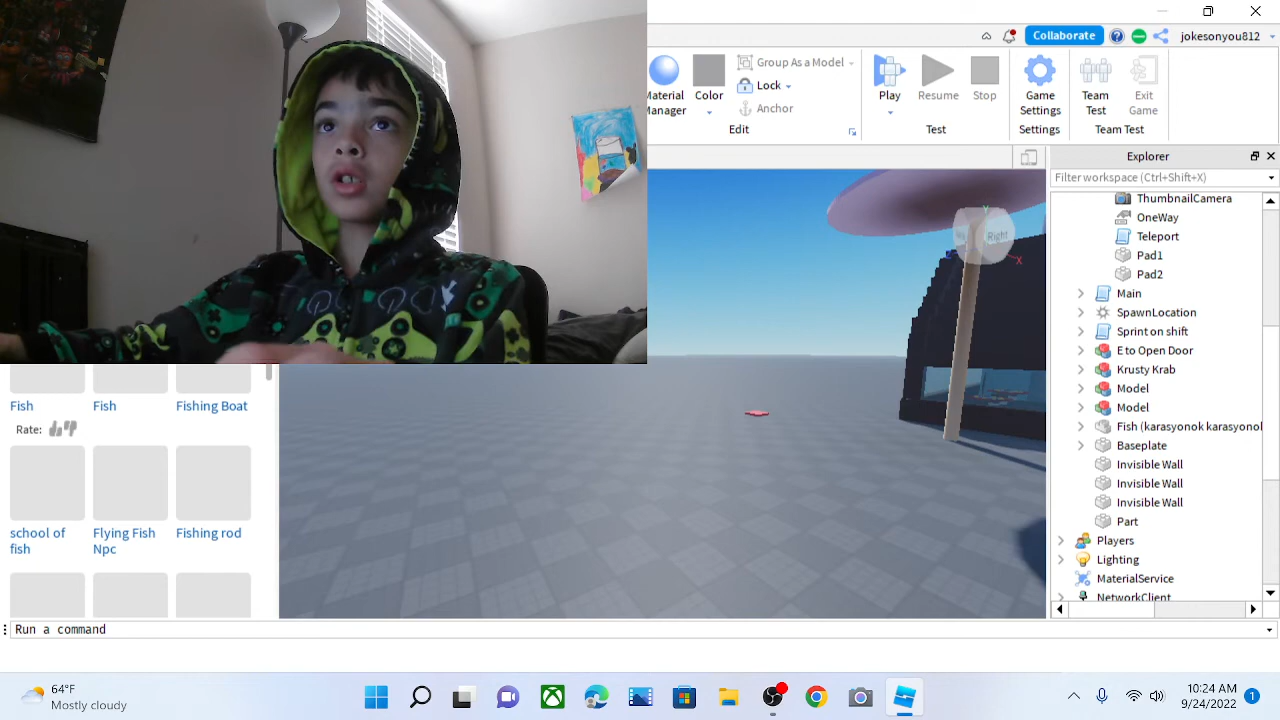 Collaborate
jokesonyou812
Material Manager
Color
Group As a Model
Lock
Anchor
Edit
Play
Resume
Stop
Test
Game Settings
Settings
Team Test
Exit Game
Team Test
Explorer
Filter workspace (Ctrl+Shift+X)
ThumbnailCamera
OneWay
Teleport
Pad1
Pad2
Main
SpawnLocation
Sprint on shift
E to Open Door
Krusty Krab
Model
Model
Fish (karasyonok karasyonol
Baseplate
Invisible Wall
Invisible Wall
Invisible Wall
Part
Players
Lighting
MaterialService
NetworkClient
Right
Y
X
Fish
Fish
Fishing Boat
Rate:
school of fish
Flying Fish Npc
Fishing rod
Run a command
64°F
Mostly cloudy
10:24 AM
9/24/2022
1